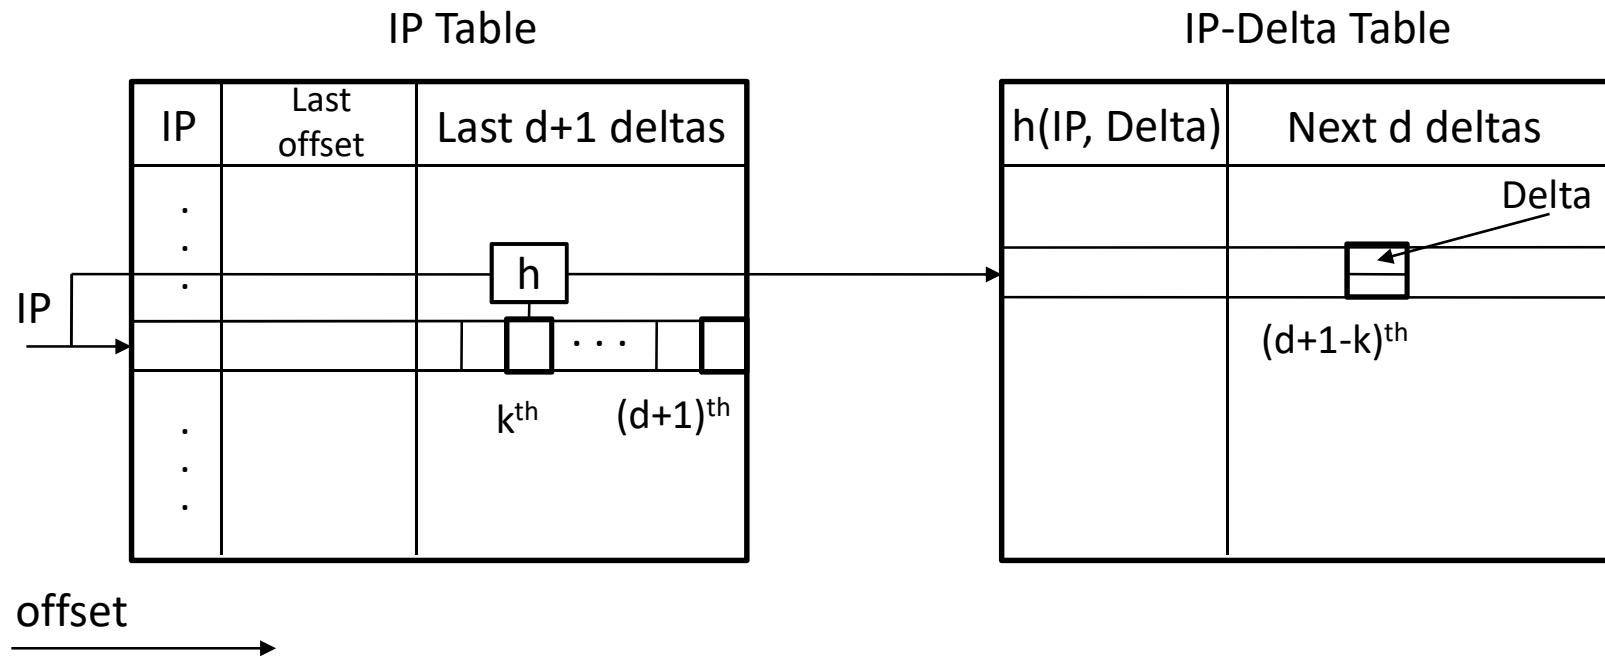 IP Table
IP-Delta Table
IP
Last
offset
Last d+1 deltas
h(IP, Delta)
Next d deltas
Delta
h
IP
. . .
kᵗʰ
(d+1)ᵗʰ
(d+1-k)ᵗʰ
offset